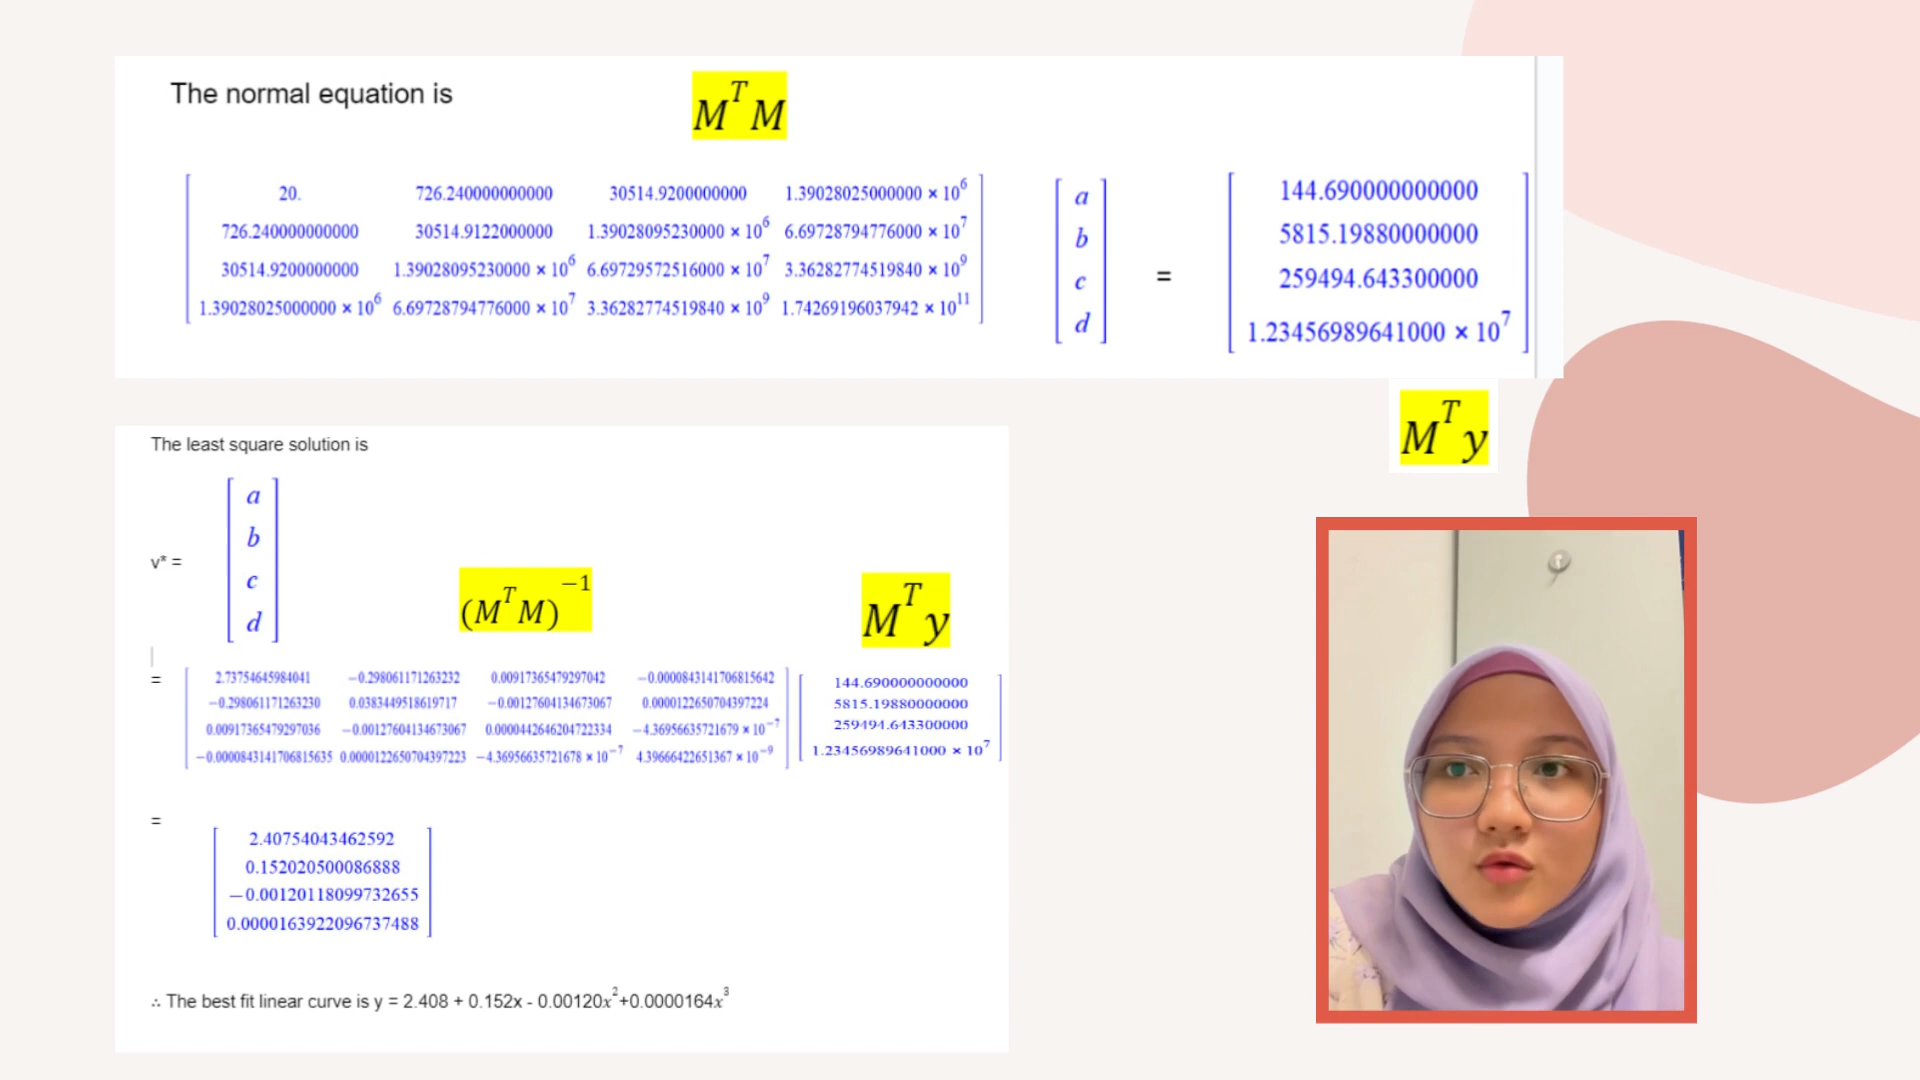 The normal equation is
M^T M
20. 726.240000000000 30514.9200000000 1.39028025000000 × 10^6
726.240000000000 30514.9122000000 1.39028095230000 × 10^6 6.69728794776000 × 10^7
30514.9200000000 1.39028095230000 × 10^6 6.69729572516000 × 10^7 3.36282774519840 × 10^9
1.39028025000000 × 10^6 6.69728794776000 × 10^7 3.36282774519840 × 10^9 1.74269196037942 × 10^11
a
b
c
d
=
144.690000000000
5815.19880000000
259494.643300000
1.23456989641000 × 10^7
M^T y
The least square solution is
v* =
a
b
c
d
(M^T M)^−1
M^T y
=
2.73754645984041 −0.298061171263232 0.00917365479297042 −0.0000843141706815642
−0.298061171263230 0.0383449518619717 −0.00127604134673067 0.0000122650704397224
0.00917365479297036 −0.00127604134673067 0.0000442646204722334 −4.36956635721679 × 10^−7
−0.0000843141706815635 0.0000122650704397223 −4.36956635721678 × 10^−7 4.39666422651367 × 10^−9
144.690000000000
5815.19880000000
259494.643300000
1.23456989641000 × 10^7
=
2.40754043462592
0.152020500086888
−0.00120118099732655
0.0000163922096737488
∴ The best fit linear curve is y = 2.408 + 0.152x - 0.00120x^2+0.0000164x^3